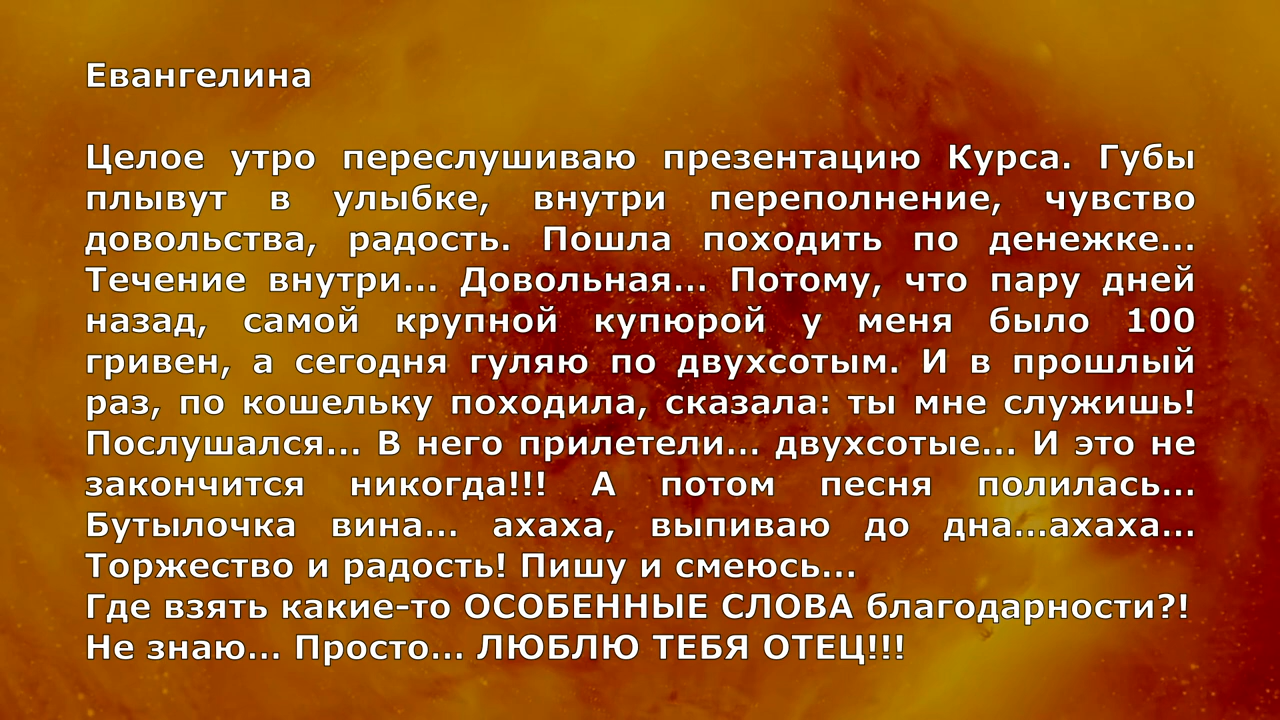 Евангелина
Целое утро переслушиваю презентацию Курса. Губы
плывут в улыбке, внутри переполнение, чувство
довольства, радость. Пошла походить по денежке...
Течение внутри... Довольная... Потому, что пару дней
назад, самой крупной купюрой у меня было 100
гривен, а сегодня гуляю по двухсотым. И в прошлый
раз, по кошельку походила, сказала: ты мне служишь!
Послушался... В него прилетели... двухсотые... И это не
закончится никогда!!! А потом песня полилась...
Бутылочка вина... ахаха, выпиваю до дна...ахаха...
Торжество и радость! Пишу и смеюсь...
Где взять какие-то ОСОБЕННЫЕ СЛОВА благодарности?!
Не знаю... Просто... ЛЮБЛЮ ТЕБЯ ОТЕЦ!!!